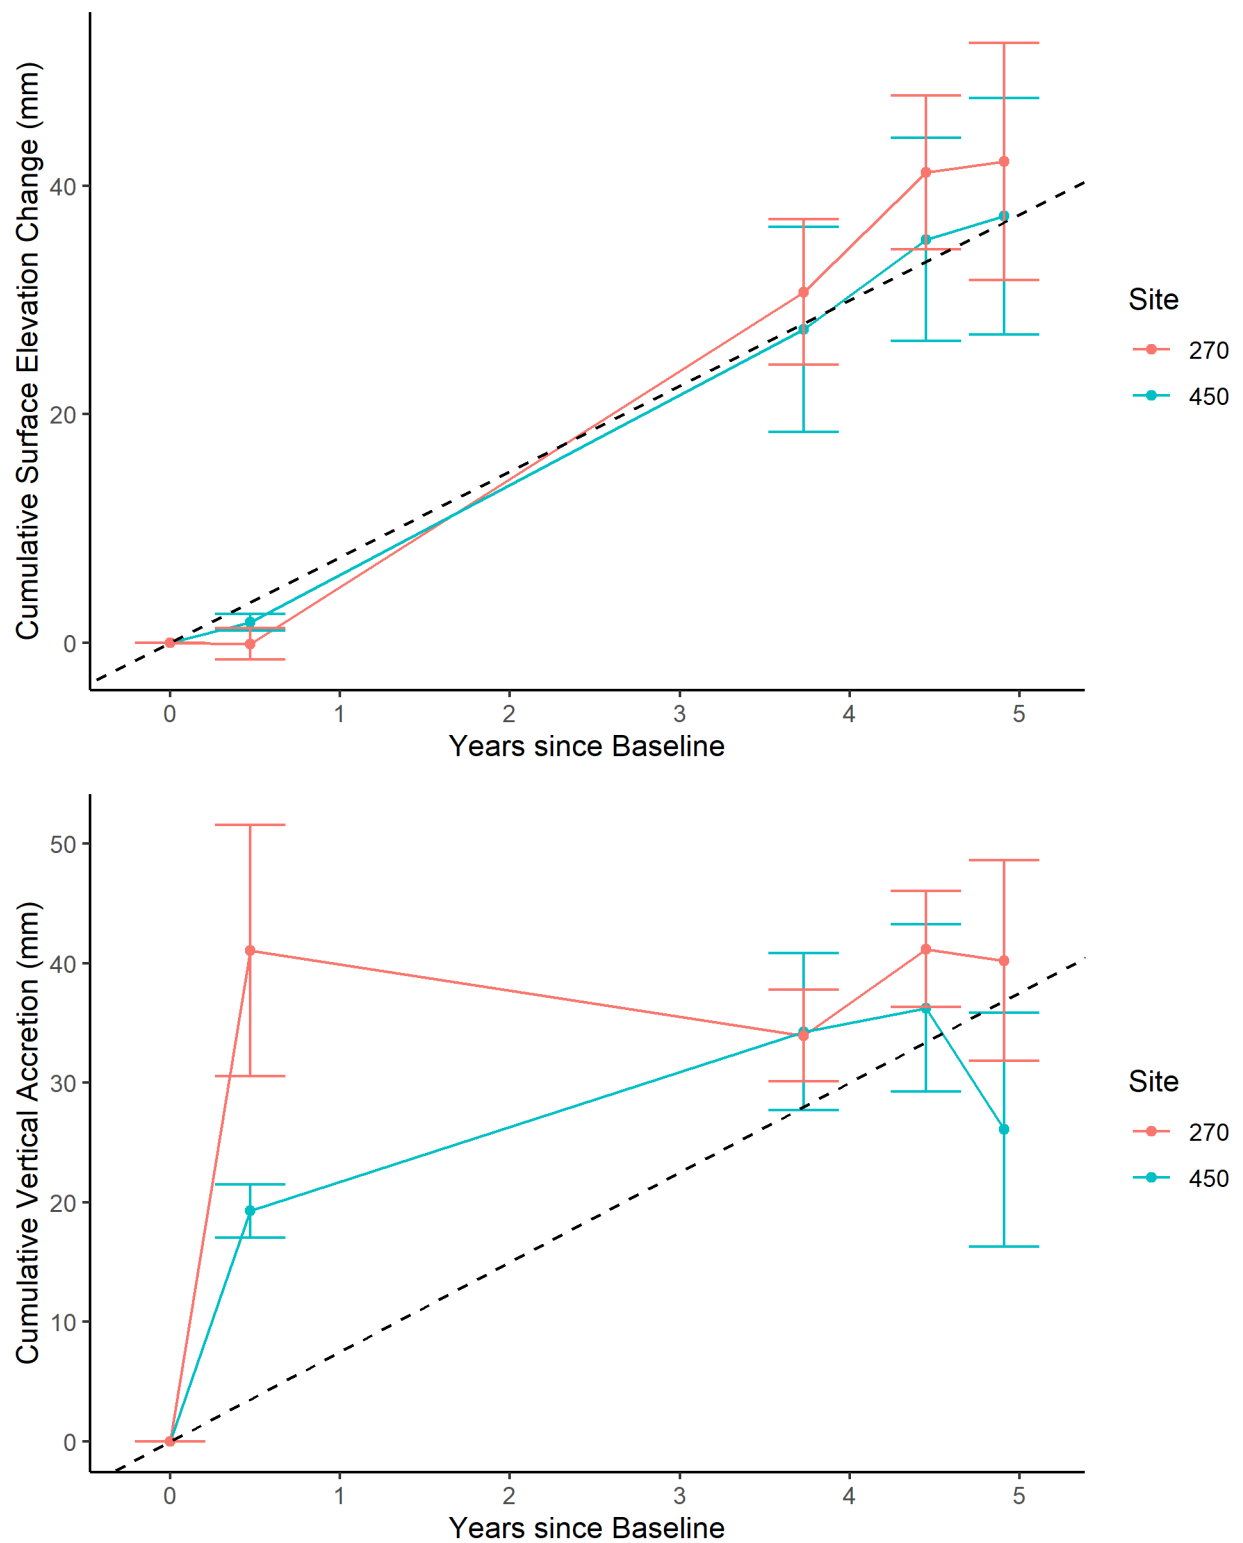 Cumulative Surface Elevation Change (mm)
40
20
0
0 1 2 3 4 5
Years since Baseline
Site
270
450
Cumulative Vertical Accretion (mm)
50
40
30
20
10
0
0 1 2 3 4 5
Years since Baseline
Site
270
450